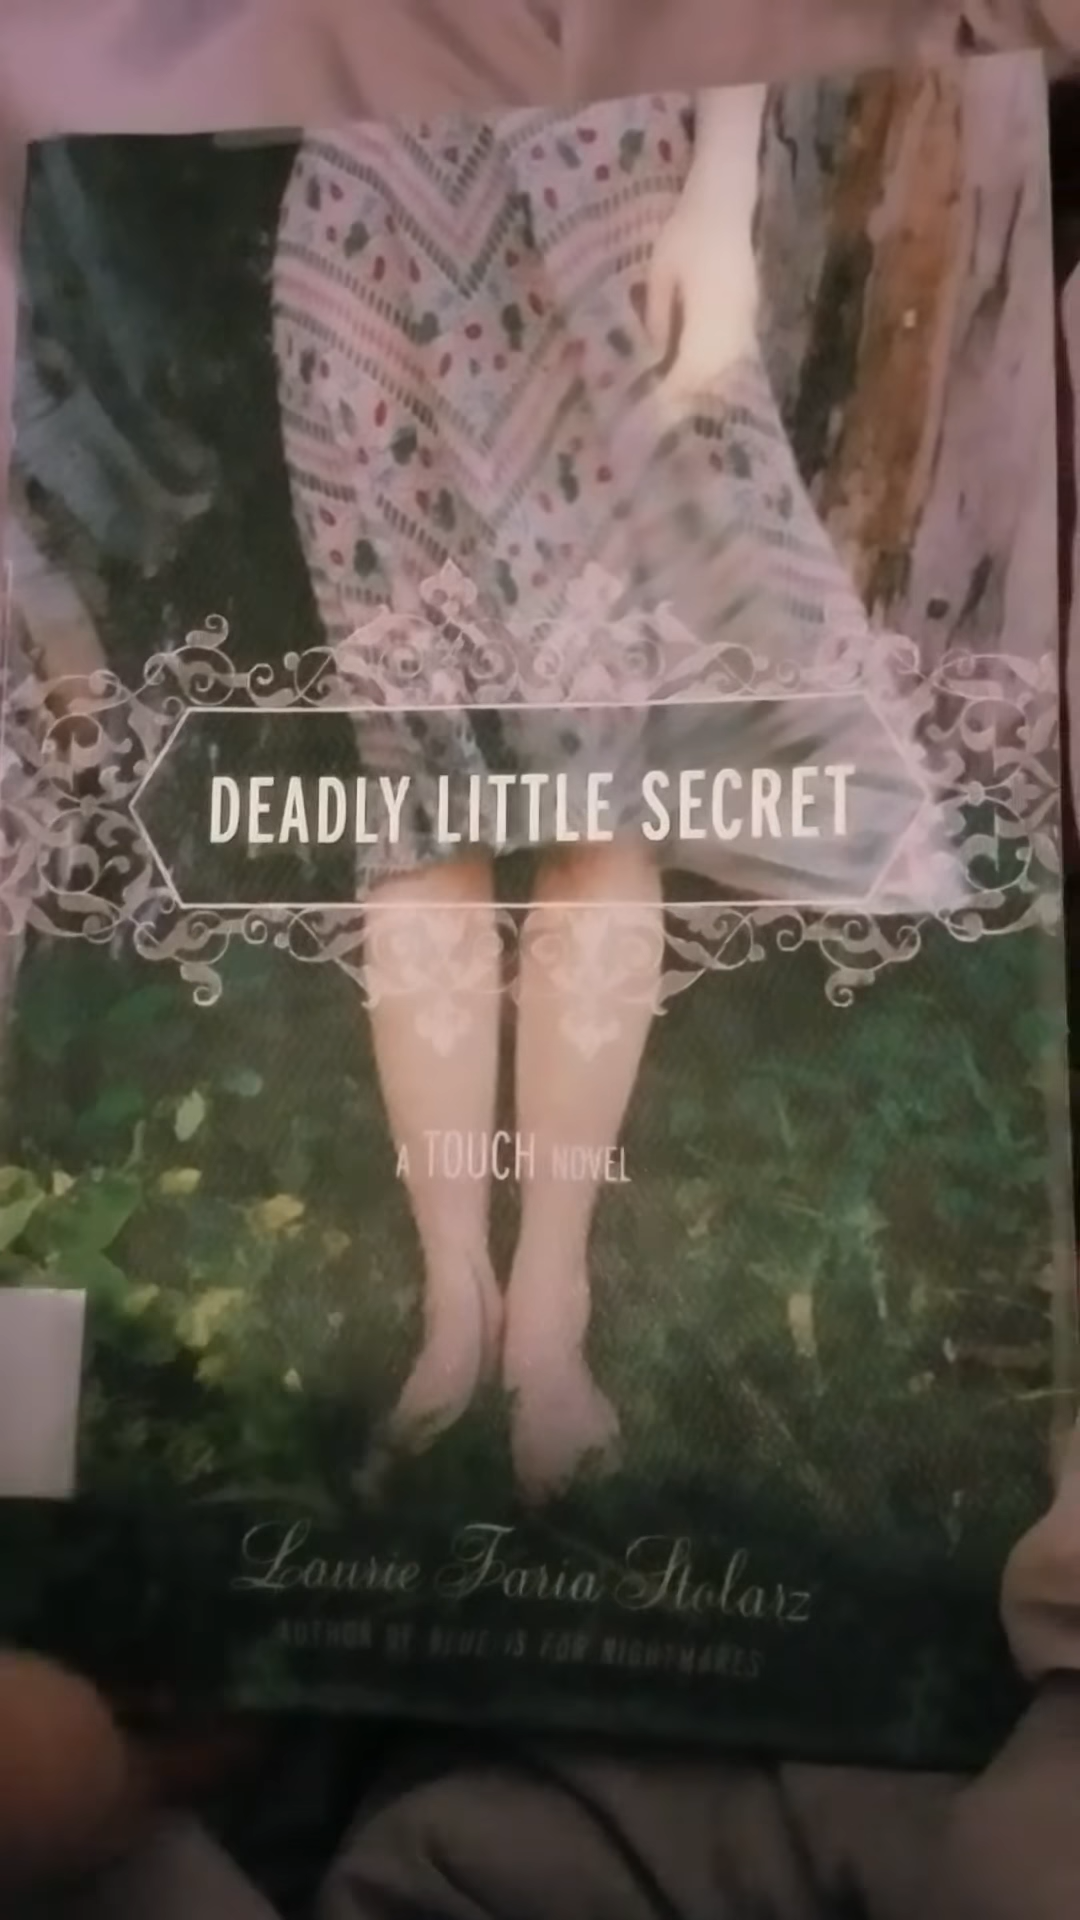 DEADLY LITTLE SECRET
A TOUCH NOVEL
Laurie Faria Stolarz
AUTHOR OF BLUE IS FOR NIGHTMARES